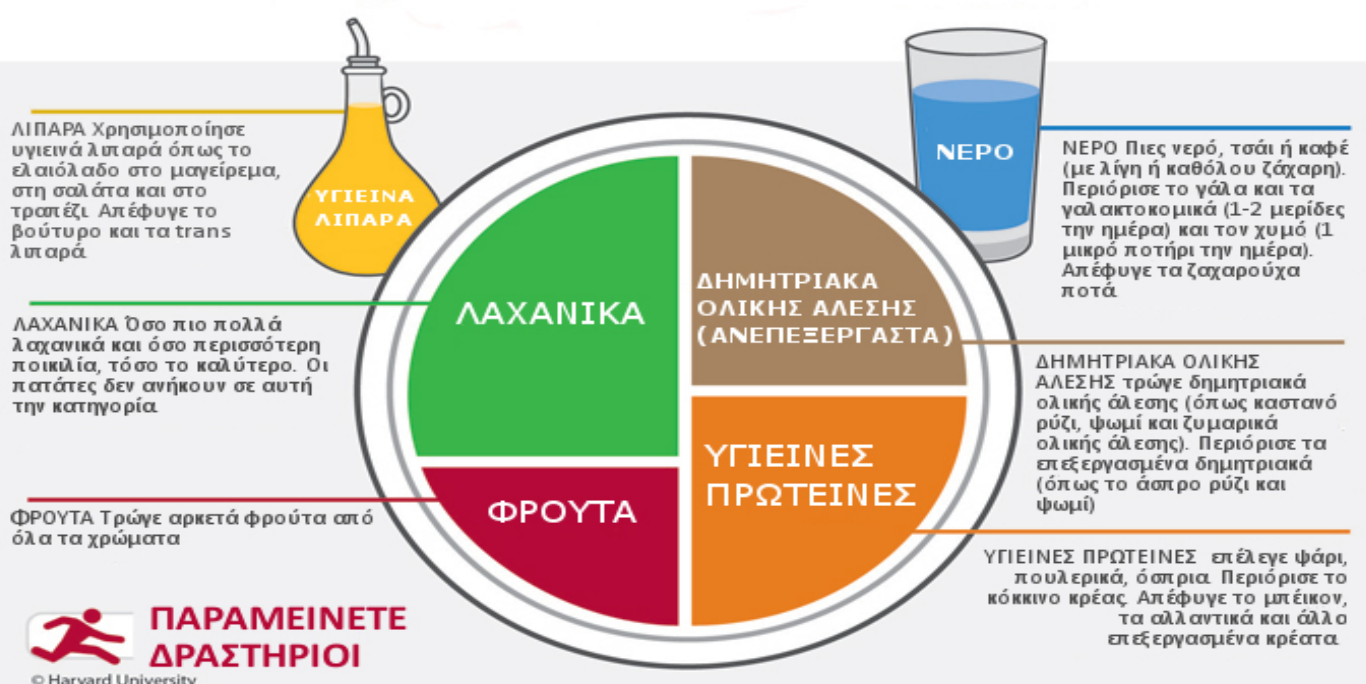 ΛΙΠΑΡΑ Χρησιμοποίησε
υγιεινά λιπαρά όπως το
ελαιόλαδο στο μαγείρεμα,
στη σαλάτα και στο
τραπέζι. Απέφυγε το
βούτυρο και τα trans
λιπαρά.
ΥΓΙΕΙΝΑ
ΛΙΠΑΡΑ
ΝΕΡΟ
ΝΕΡΟ Πιες νερό, τσάι ή καφέ
(με λίγη ή καθόλου ζάχαρη).
Περιόρισε το γάλα και τα
γαλακτοκομικά (1-2 μερίδες
την ημέρα) και τον χυμό (1
μικρό ποτήρι την ημέρα).
Απέφυγε τα ζαχαρούχα
ποτά.
ΛΑΧΑΝΙΚΑ
ΔΗΜΗΤΡΙΑΚΑ
ΟΛΙΚΗΣ ΑΛΕΣΗΣ
(ΑΝΕΠΕΞΕΡΓΑΣΤΑ)
ΛΑΧΑΝΙΚΑ Όσο πιο πολλά
λαχανικά και όσο περισσότερη
ποικιλία, τόσο το καλύτερο. Οι
πατάτες δεν ανήκουν σε αυτή
την κατηγορία.
ΔΗΜΗΤΡΙΑΚΑ ΟΛΙΚΗΣ
ΑΛΕΣΗΣ τρώγε δημητριακά
ολικής άλεσης (όπως καστανό
ρύζι, ψωμί και ζυμαρικά
ολικής άλεσης). Περιόρισε τα
επεξεργασμένα δημητριακά
(όπως το άσπρο ρύζι και
ψωμί)
ΦΡΟΥΤΑ
ΥΓΙΕΙΝΕΣ
ΠΡΩΤΕΙΝΕΣ
ΦΡΟΥΤΑ Τρώγε αρκετά φρούτα από
όλα τα χρώματα
ΥΓΙΕΙΝΕΣ ΠΡΩΤΕΙΝΕΣ επέλεγε ψάρι,
πουλερικά, όσπρια. Περιόρισε το
κόκκινο κρέας. Απέφυγε το μπέικον,
τα αλλαντικά και άλλο
επεξεργασμένα κρέατα.
ΠΑΡΑΜΕΙΝΕΤΕ
ΔΡΑΣΤΗΡΙΟΙ
© Harvard University